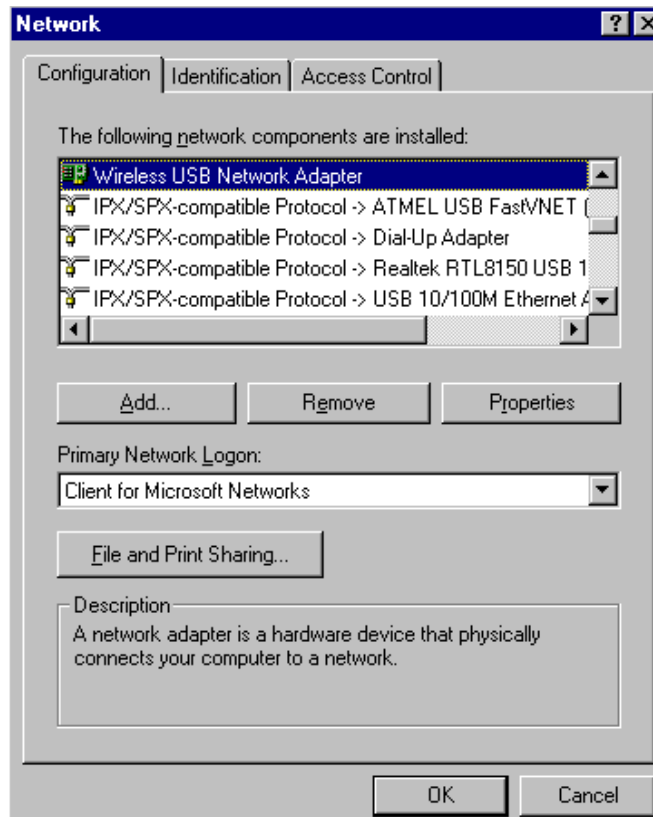 Network
Configuration Identification Access Control
The following network components are installed:
Wireless USB Network Adapter
IPX/SPX-compatible Protocol -> ATMEL USB FastVNET (
IPX/SPX-compatible Protocol -> Dial-Up Adapter
IPX/SPX-compatible Protocol -> Realtek RTL8150 USB 1
IPX/SPX-compatible Protocol -> USB 10/100M Ethernet A
Add... Remove Properties
Primary Network Logon:
Client for Microsoft Networks
File and Print Sharing...
Description
A network adapter is a hardware device that physically
connects your computer to a network.
OK Cancel